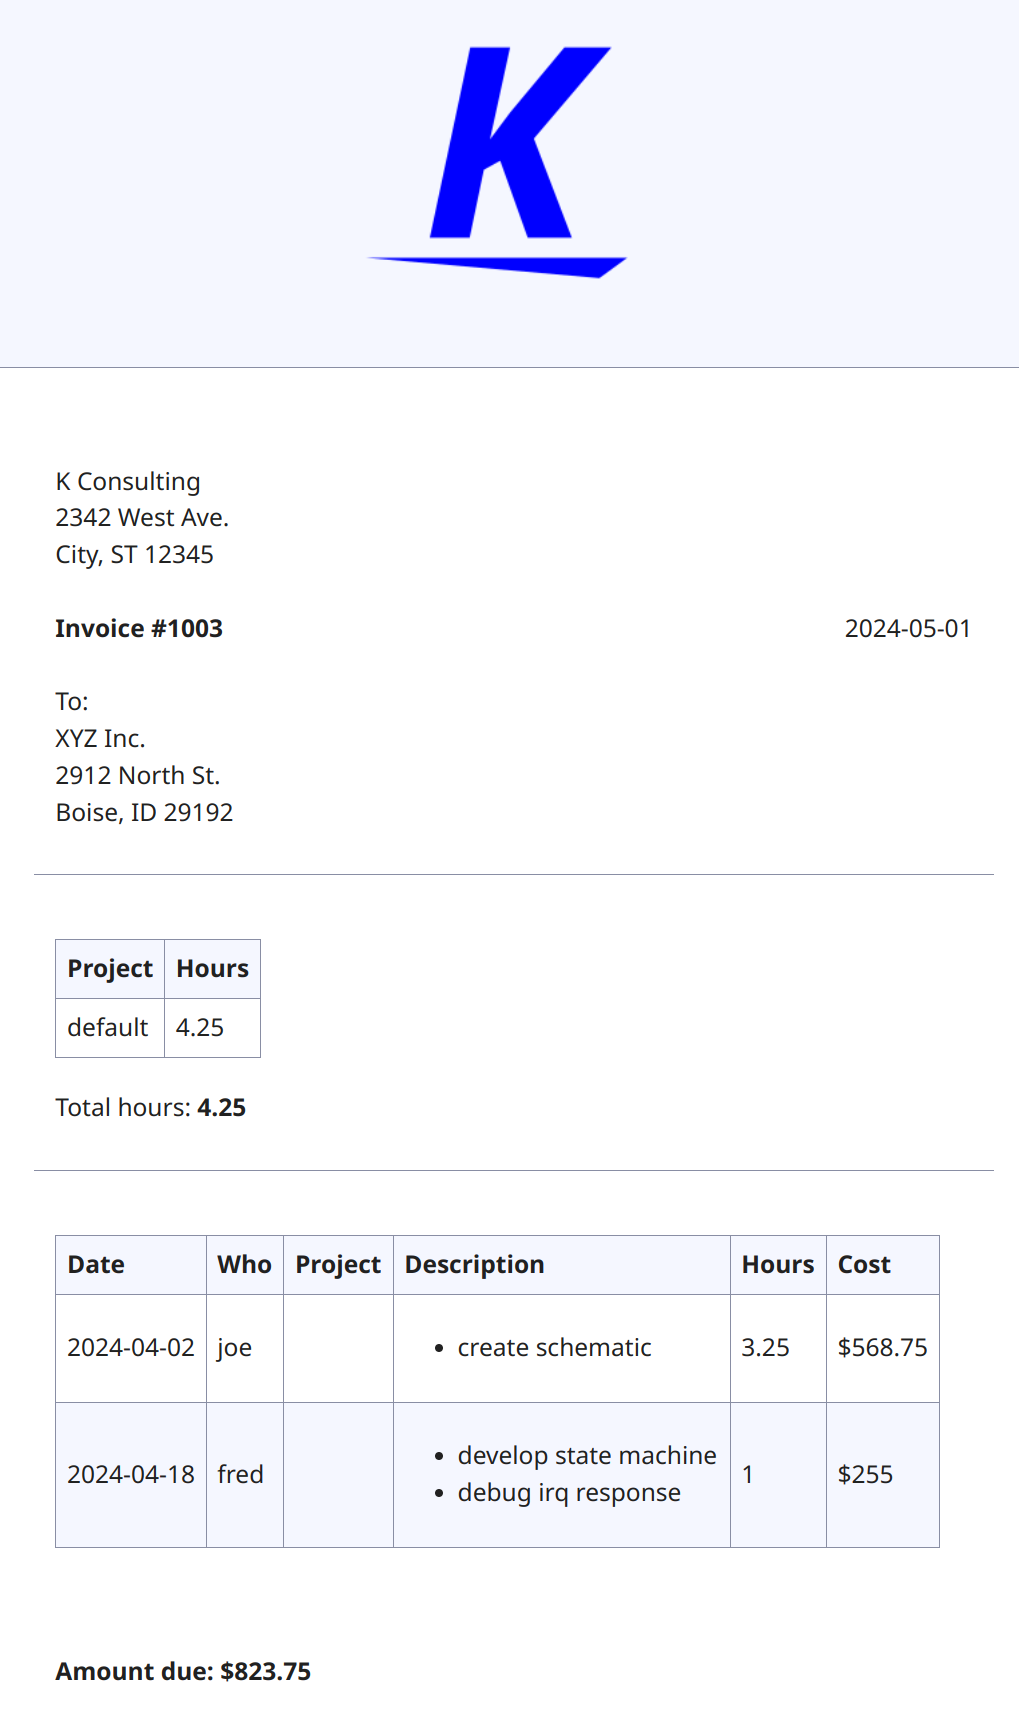 K
K Consulting
2342 West Ave.
City, ST 12345
Invoice #1003 2024-05-01
To:
XYZ Inc.
2912 North St.
Boise, ID 29192
Project Hours
default 4.25
Total hours: 4.25
Date Who Project Description Hours Cost
2024-04-02 joe • create schematic 3.25 $568.75
2024-04-18 fred • develop state machine 1 $255
• debug irq response
Amount due: $823.75